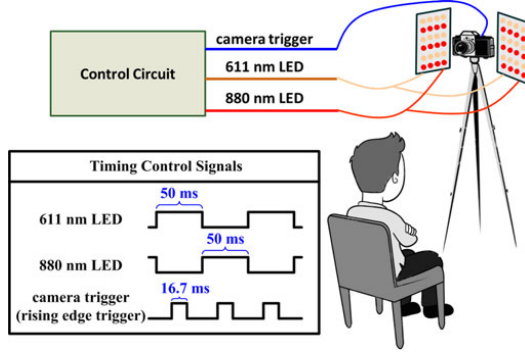 camera trigger
611 nm LED
Control Circuit
880 nm LED
Timing Control Signals
50 ms
611 nm LED
50 ms
880 nm LED
16.7 ms
camera trigger
(rising edge trigger)